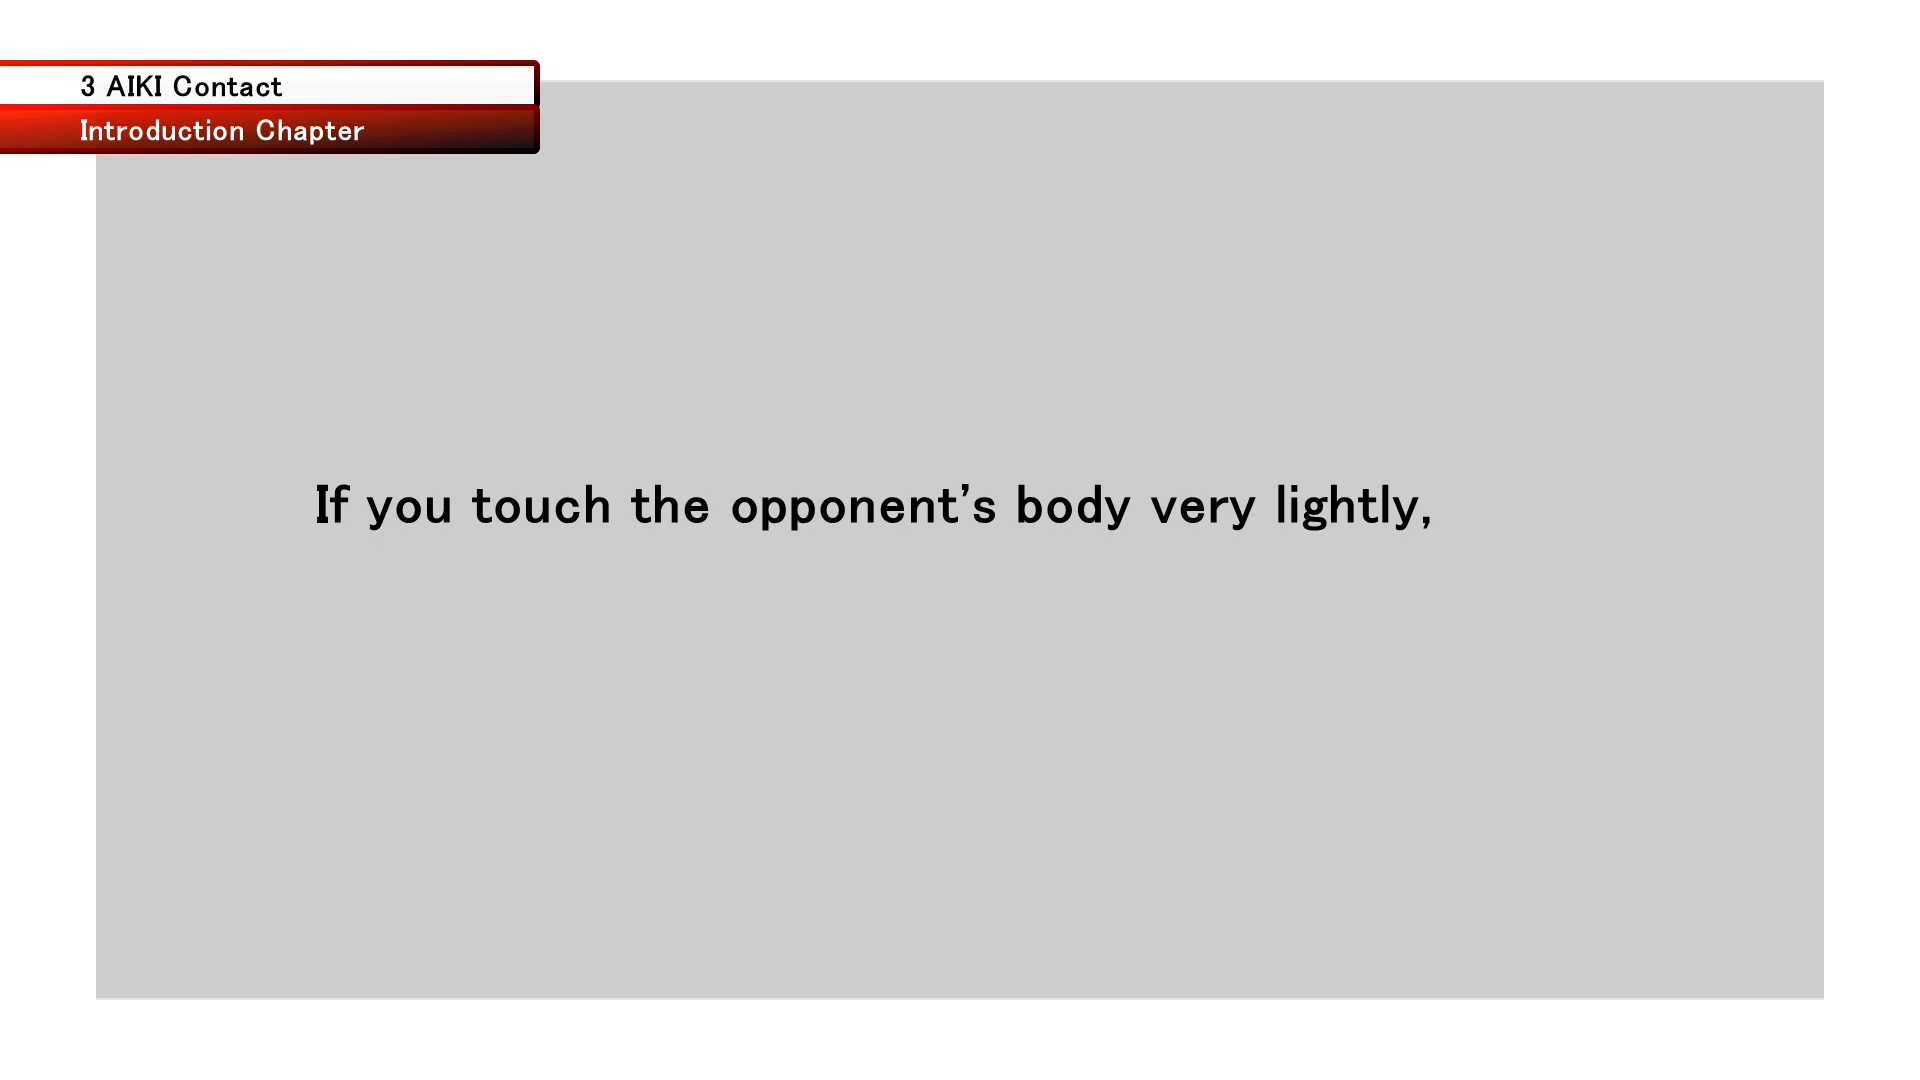 3 AIKI Contact
Introduction Chapter
If you touch the opponent’s body very lightly,